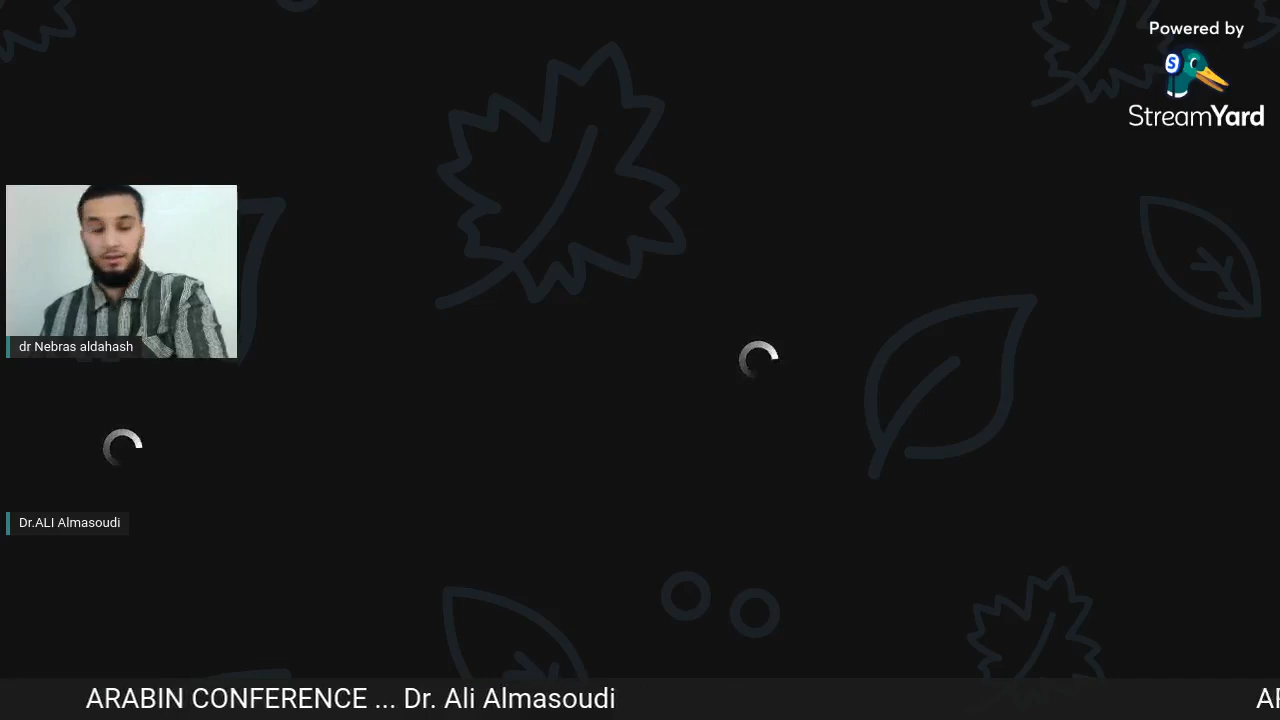 Powered by
S
StreamYard
dr Nebras aldahash
Dr.ALI Almasoudi
ARABIN CONFERENCE ... Dr. Ali Almasoudi